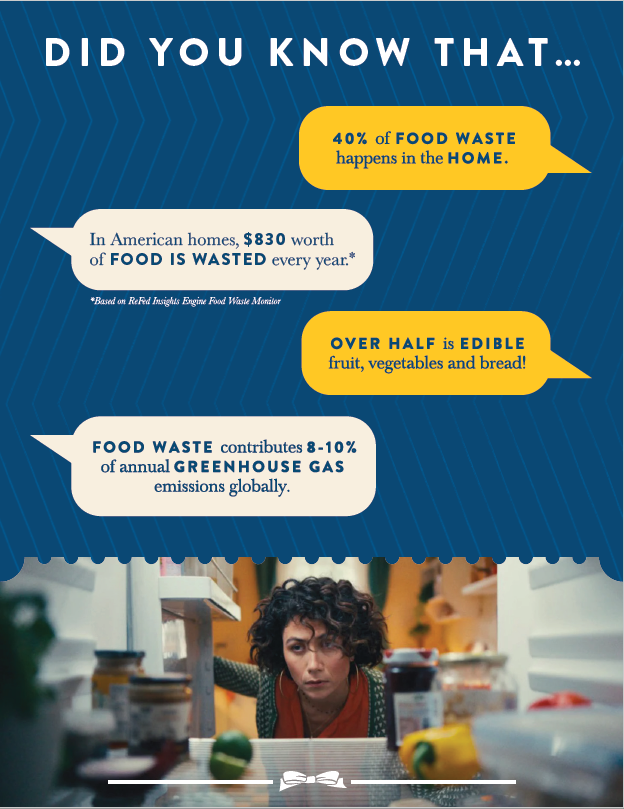 DID YOU KNOW THAT...
40% of FOOD WASTE
happens in the HOME.
In American homes, $830 worth
of FOOD IS WASTED every year.*
*Based on ReFed Insights Engine Food Waste Monitor
OVER HALF is EDIBLE
fruit, vegetables and bread!
FOOD WASTE contributes 8-10%
of annual GREENHOUSE GAS
emissions globally.